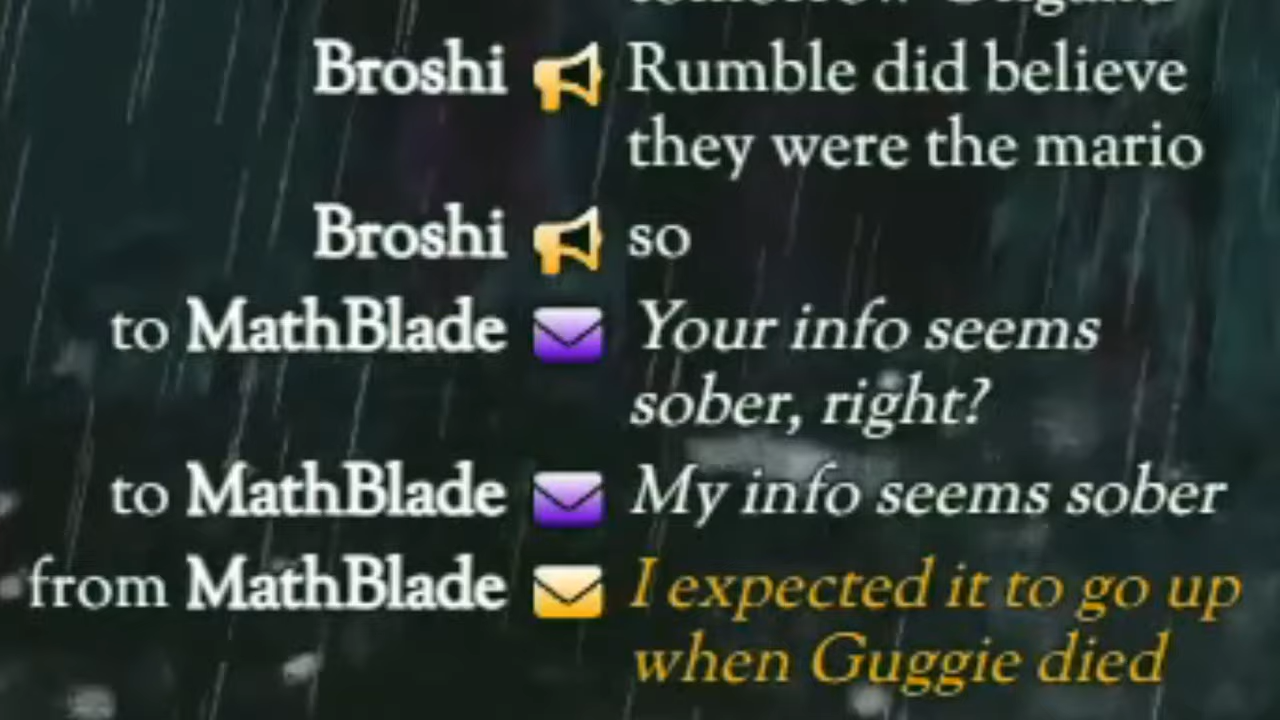 Broshi Rumble did believe
they were the mario
Broshi so
to MathBlade Your info seems
sober, right?
to MathBlade My info seems sober
from MathBlade I expected it to go up
when Guggie died